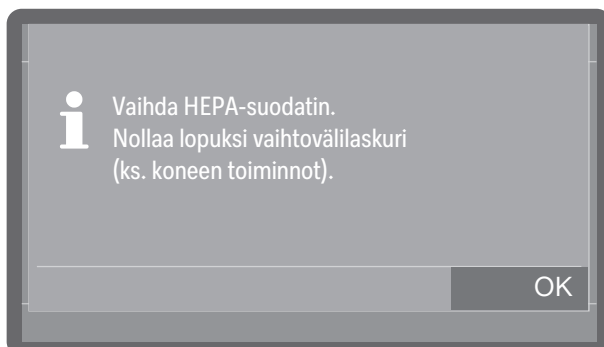 Vaihda HEPA-suodatin.
Nollaa lopuksi vaihtovälilaskuri
(ks. koneen toiminnot).
OK